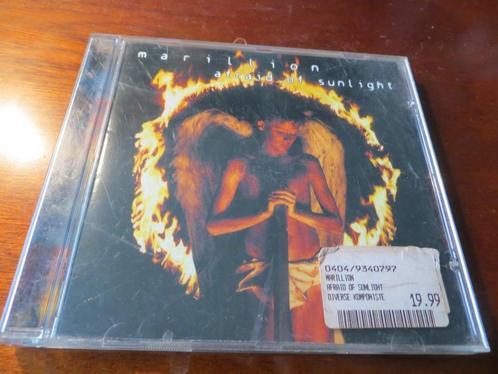 marillion
afraid of sunlight
0404/9340797
MARILLION
AFRAID OF SUNLIGHT
DIVERSE KOMPONISTE
19.99